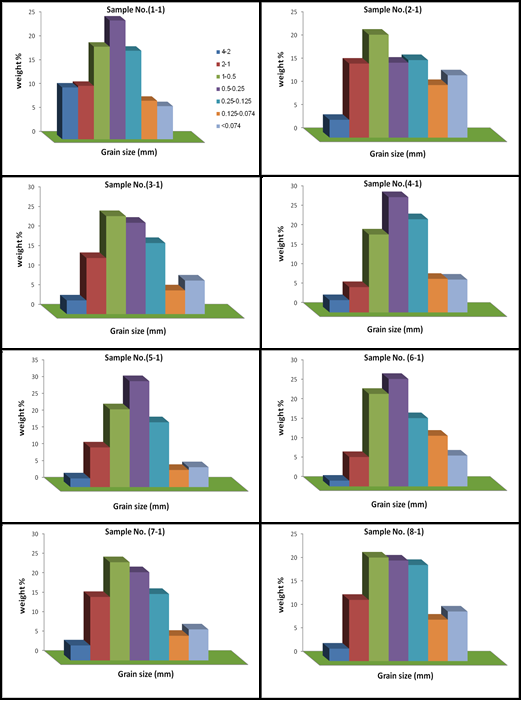 Sample No.(1-1)
weight %
25
20
15
10
5
0
4-2
2-1
1-0.5
0.5-0.25
0.25-0.125
0.125-0.074
<0.074
Grain size (mm)
Sample No.(2-1)
weight %
25
20
15
10
5
0
Grain size (mm)
Sample No.(3-1)
weight %
30
25
20
15
10
5
0
Grain size (mm)
Sample No.(4-1)
weight %
30
25
20
15
10
5
0
Grain size (mm)
Sample No.(5-1)
weight %
35
30
25
20
15
10
5
0
Grain size (mm)
Sample No. (6-1)
weight %
30
25
20
15
10
5
0
Grain size (mm)
Sample No. (7-1)
weight %
30
25
20
15
10
5
0
Grain size (mm)
Sample No. (8-1)
weight %
25
20
15
10
5
0
Grain size (mm)